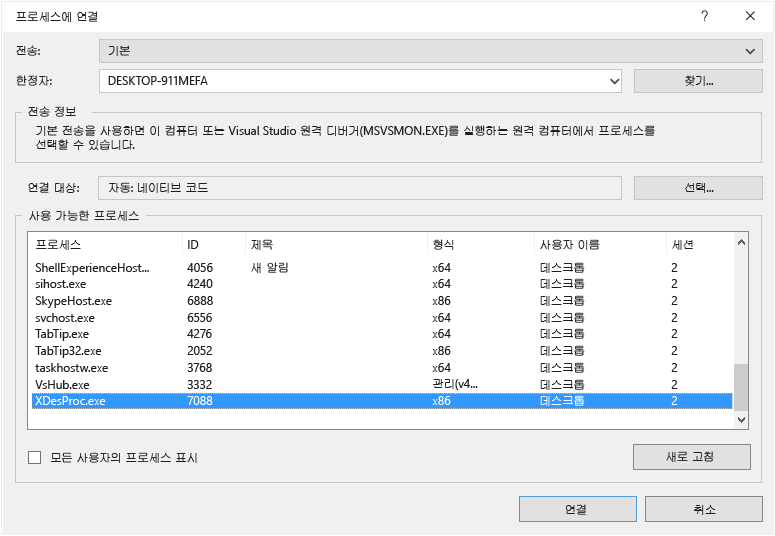 프로세스에 연결
전송: 기본
한정자: DESKTOP-911MEFA 찾기...
전송 정보
기본 전송을 사용하면 이 컴퓨터 또는 Visual Studio 원격 디버거(MSVSMON.EXE)를 실행하는 원격 컴퓨터에서 프로세스를
선택할 수 있습니다.
연결 대상: 자동: 네이티브 코드 선택...
사용 가능한 프로세스
프로세스 ID 제목 형식 사용자 이름 세션
ShellExperienceHost... 4056 새 알림 x64 데스크톱 2
sihost.exe 4240 x64 데스크톱 2
SkypeHost.exe 6888 x86 데스크톱 2
svchost.exe 6556 x64 데스크톱 2
TabTip.exe 4276 x64 데스크톱 2
TabTip32.exe 2052 x86 데스크톱 2
taskhostw.exe 3768 x64 데스크톱 2
VsHub.exe 3332 관리(v4... 데스크톱 2
XDesProc.exe 7088 x86 데스크톱 2
모든 사용자의 프로세스 표시 새로 고침
연결 취소